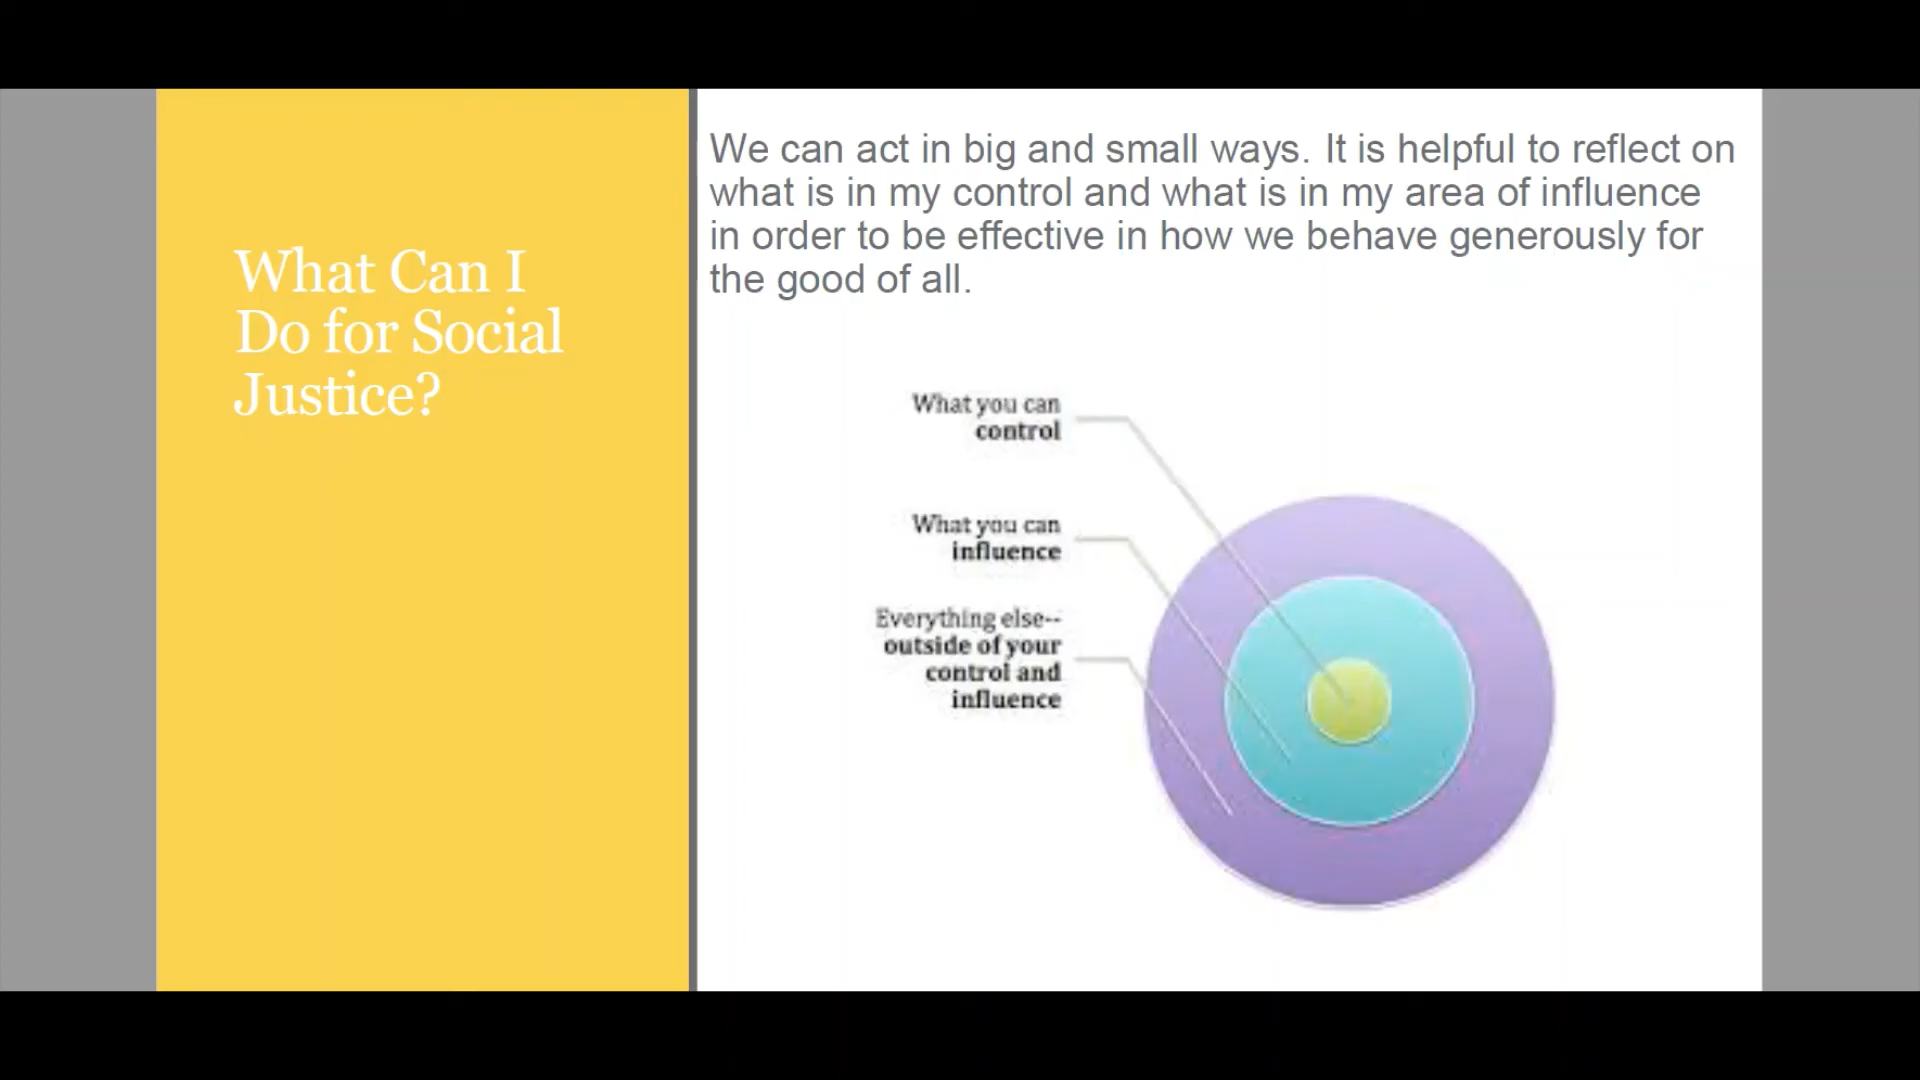 What Can I
Do for Social
Justice?
We can act in big and small ways. It is helpful to reflect on
what is in my control and what is in my area of influence
in order to be effective in how we behave generously for
the good of all.
What you can
control
What you can
influence
Everything else--
outside of your
control and
influence